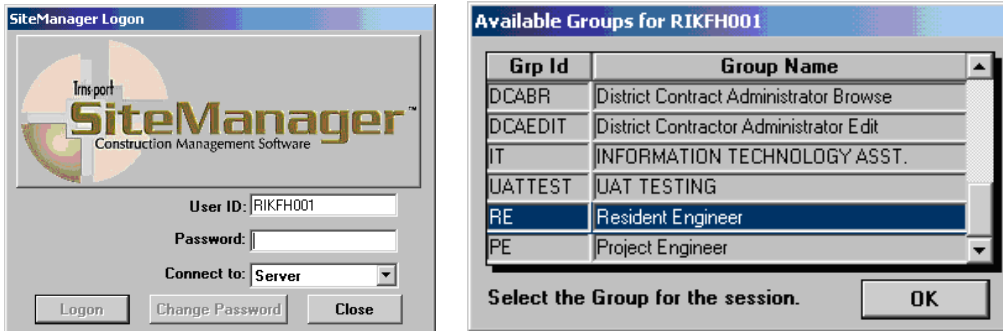 SiteManager Logon
Trns•port
SiteManager™
Construction Management Software
User ID: RIKFH001
Password:
Connect to: Server
Logon Change Password Close
Available Groups for RIKFH001
Grp Id Group Name
DCABR District Contract Administrator Browse
DCAEDIT District Contractor Administrator Edit
IT INFORMATION TECHNOLOGY ASST.
UATTEST UAT TESTING
RE Resident Engineer
PE Project Engineer
Select the Group for the session. OK